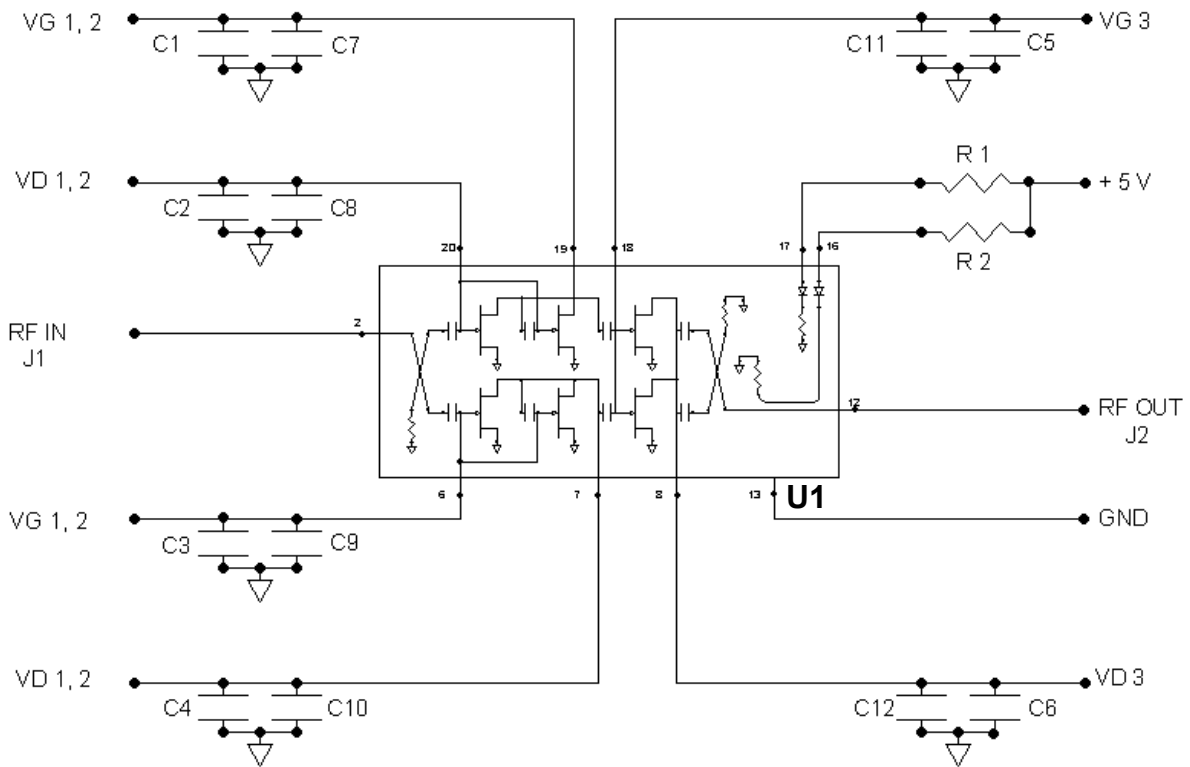 VG 1, 2
C1
C7
C11
C5
VG 3
VD 1, 2
C2
C8
R 1
+ 5 V
R 2
20
19
18
17
16
RF IN
J1
2
12
RF OUT
J2
6
7
8
13
U1
VG 1, 2
C3
C9
GND
VD 1, 2
C4
C10
C12
C6
VD 3